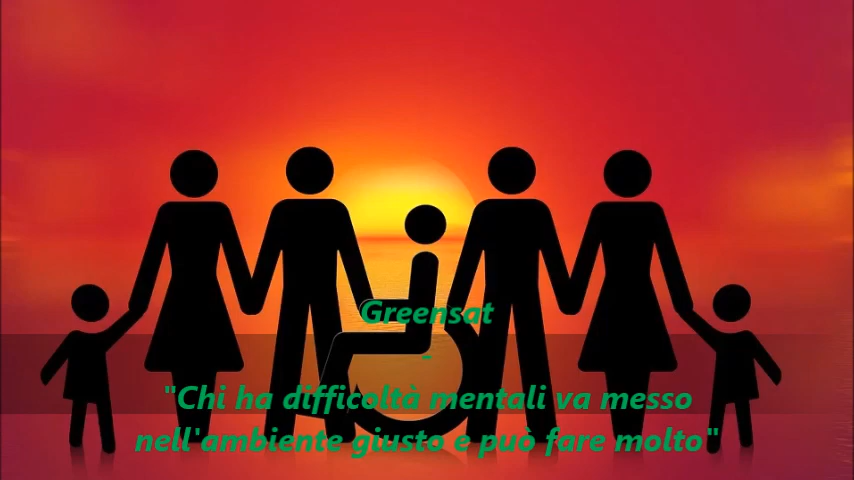 Greensat
-
"Chi ha difficoltà mentali va messo
nell'ambiente giusto e può fare molto"